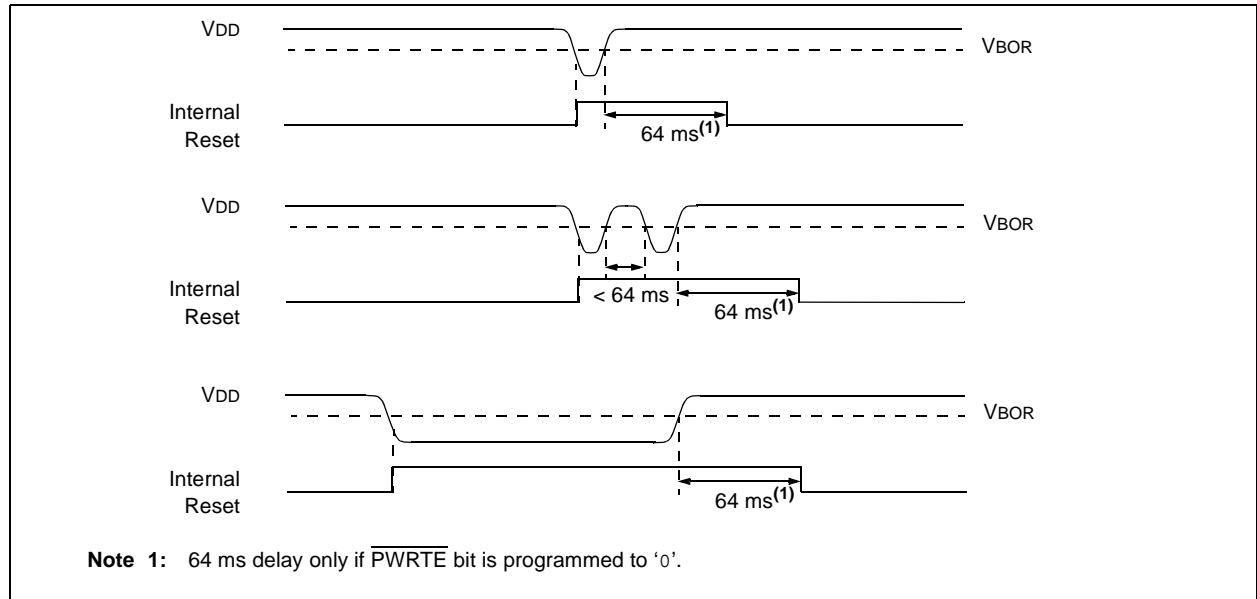 VDD
VBOR
Internal
Reset
64 ms(1)
VDD
VBOR
Internal
Reset
< 64 ms
64 ms(1)
VDD
VBOR
Internal
Reset
64 ms(1)
Note 1: 64 ms delay only if PWRTE bit is programmed to ‘0’.